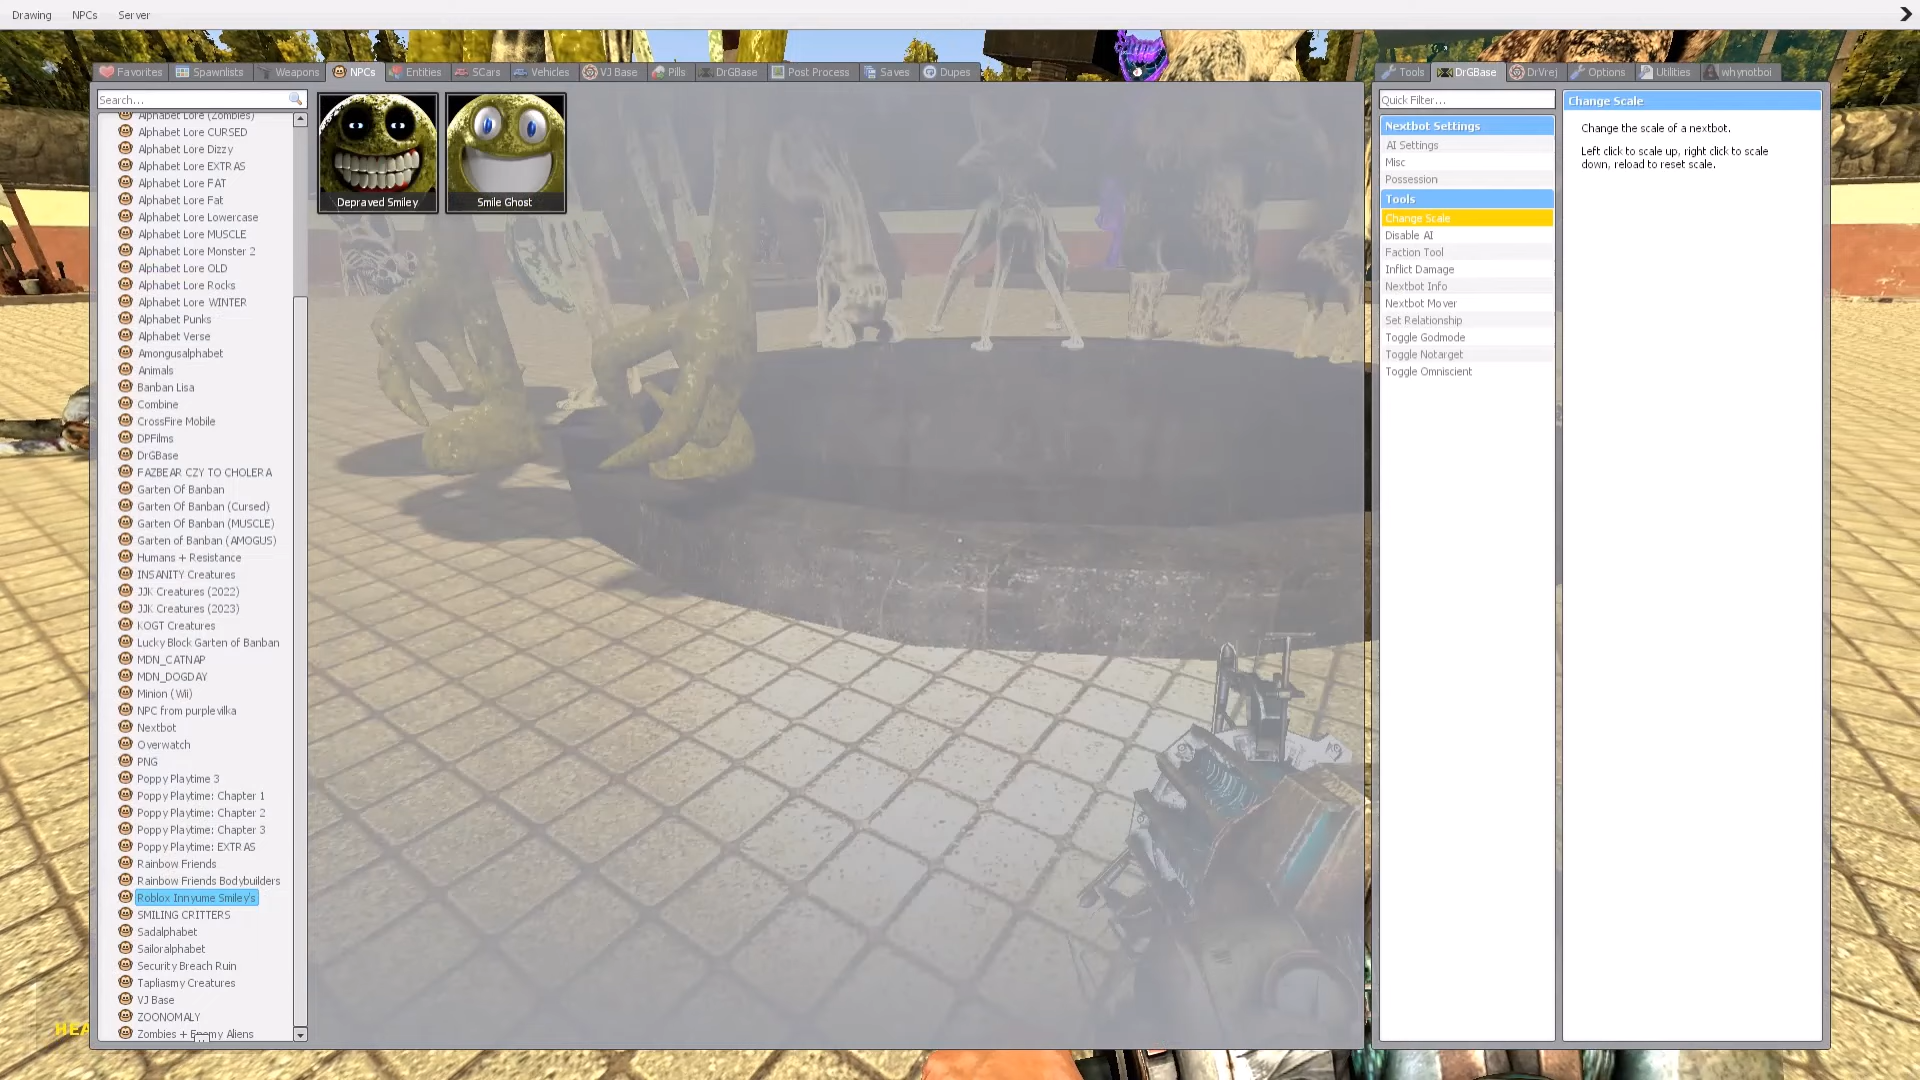 Drawing NPCs Server
Favorites Spawnlists Weapons NPCs Entities SCars Vehicles VJ Base Pills DrGBase Post Process Saves Dupes
Tools DrGBase DrVrej Options Utilities whynotboi
Search...
Alphabet Lore (Zombies)
Alphabet Lore CURSED
Alphabet Lore Dizzy
Alphabet Lore EXTRAS
Alphabet Lore FAT
Alphabet Lore Fat
Alphabet Lore Lowercase
Alphabet Lore MUSCLE
Alphabet Lore Monster 2
Alphabet Lore OLD
Alphabet Lore Rocks
Alphabet Lore WINTER
Alphabet Punks
Alphabet Verse
Amongusalphabet
Animals
Banban Lisa
Combine
CrossFire Mobile
DPFilms
DrGBase
FAZBEAR CZY TO CHOLERA
Garten Of Banban
Garten Of Banban (Cursed)
Garten Of Banban (MUSCLE)
Garten of Banban (AMOGUS)
Humans + Resistance
INSANITY Creatures
JJK Creatures (2022)
JJK Creatures (2023)
KOGT Creatures
Lucky Block Garten of Banban
MDN_CATNAP
MDN_DOGDAY
Minion (Wii)
NPC from purplevilka
Nextbot
Overwatch
PNG
Poppy Playtime 3
Poppy Playtime: Chapter 1
Poppy Playtime: Chapter 2
Poppy Playtime: Chapter 3
Poppy Playtime: EXTRAS
Rainbow Friends
Rainbow Friends Bodybuilders
Roblox Innyume Smiley's
SMILING CRITTERS
Sadalphabet
Sailoralphabet
Security Breach Ruin
Tapliasmy Creatures
VJ Base
ZOONOMALY
Zombies + Enemy Aliens
Depraved Smiley
Smile Ghost
Quick Filter...
Nextbot Settings
AI Settings
Misc
Possession
Tools
Change Scale
Disable AI
Faction Tool
Inflict Damage
Nextbot Info
Nextbot Mover
Set Relationship
Toggle Godmode
Toggle Notarget
Toggle Omniscient
Change Scale
Change the scale of a nextbot.
Left click to scale up, right click to scale
down, reload to reset scale.
HEA